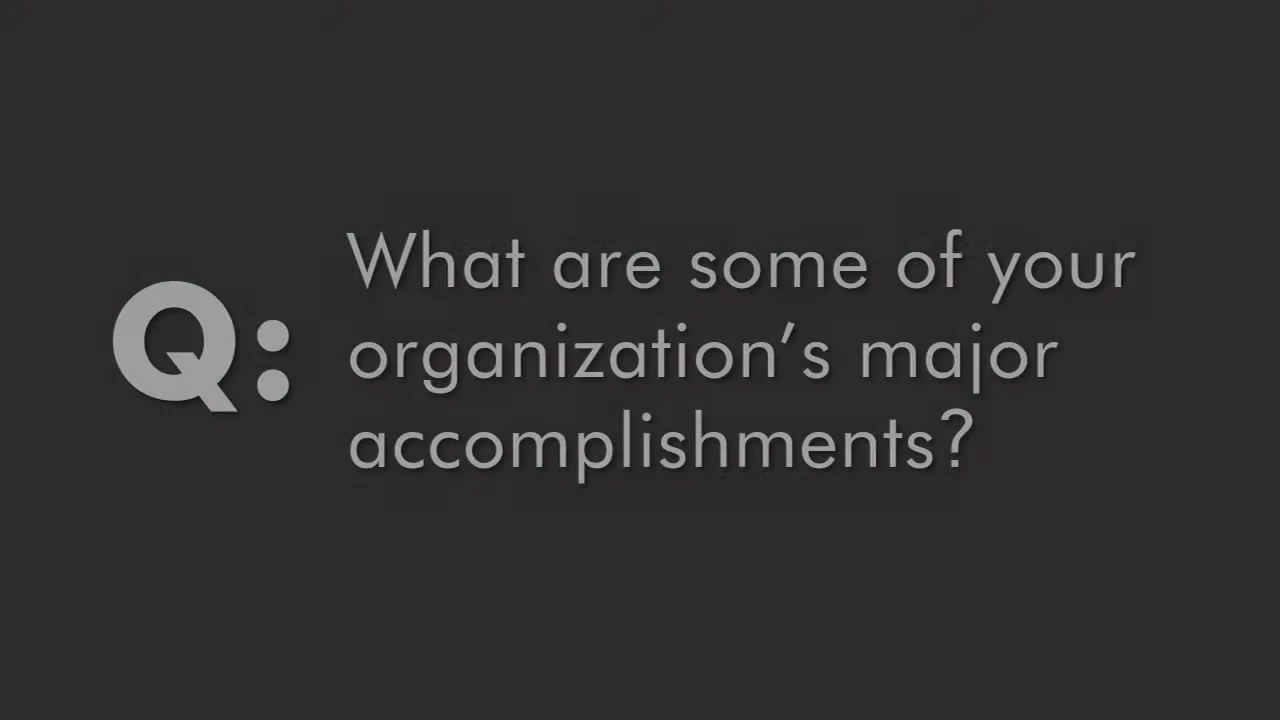 Q: What are some of your
organization’s major
accomplishments?